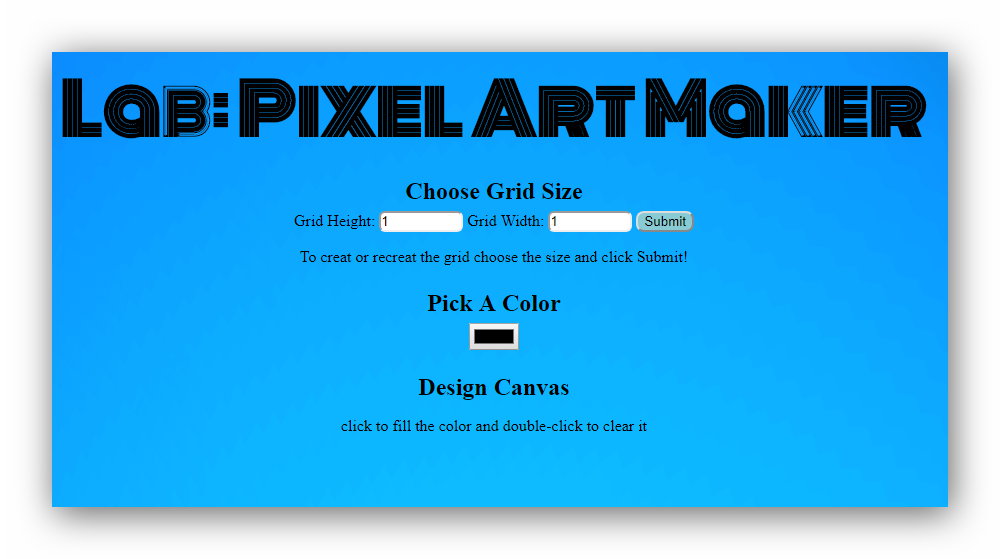 Lab: Pixel Art Maker
Choose Grid Size
Grid Height: 1 Grid Width: 1 Submit
To creat or recreat the grid choose the size and click Submit!
Pick A Color
Design Canvas
click to fill the color and double-click to clear it